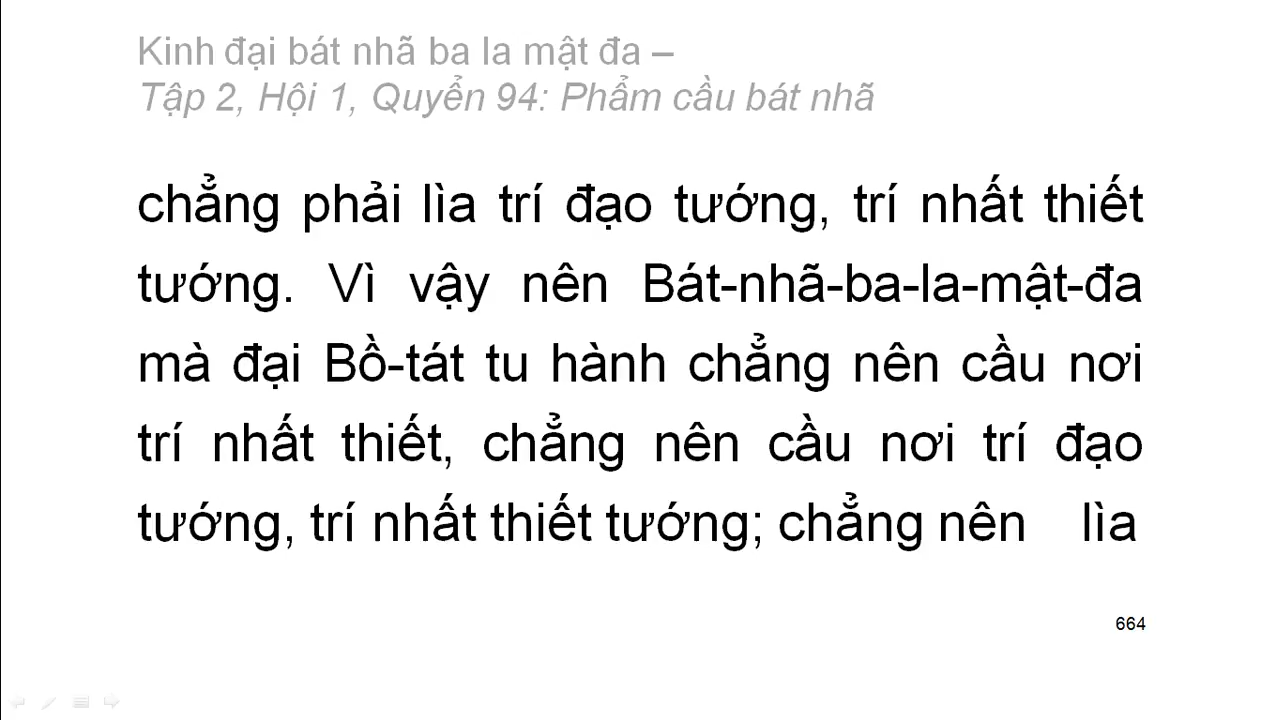 Kinh đại bát nhã ba la mật đa –
Tập 2, Hội 1, Quyển 94: Phẩm cầu bát nhã
chẳng phải lìa trí đạo tướng, trí nhất thiết
tướng. Vì vậy nên Bát-nhã-ba-la-mật-đa
mà đại Bồ-tát tu hành chẳng nên cầu nơi
trí nhất thiết, chẳng nên cầu nơi trí đạo
tướng, trí nhất thiết tướng; chẳng nên lìa
664